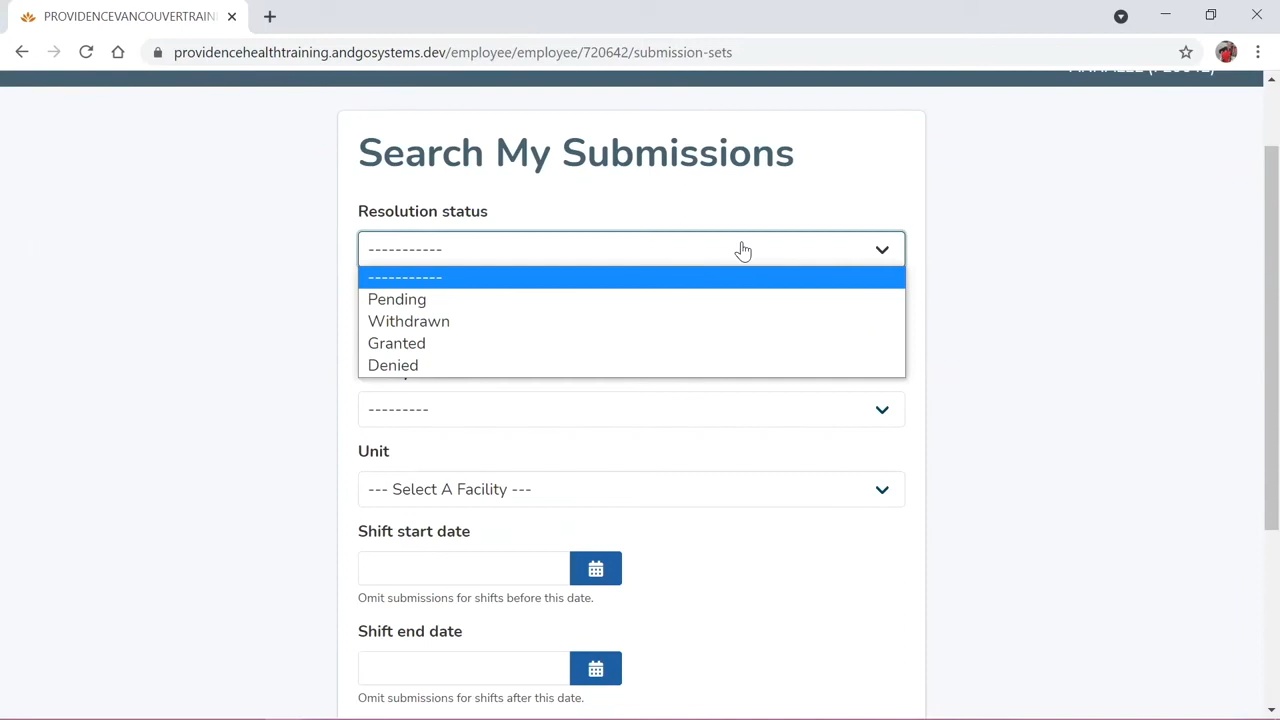 PROVIDENCEVANCOUVERTRAIN
providencehealthtraining.andgosystems.dev/employee/employee/720642/submission-sets
Search My Submissions
Resolution status
-----------
-----------
Pending
Withdrawn
Granted
Denied
---------
Unit
--- Select A Facility ---
Shift start date
Omit submissions for shifts before this date.
Shift end date
Omit submissions for shifts after this date.